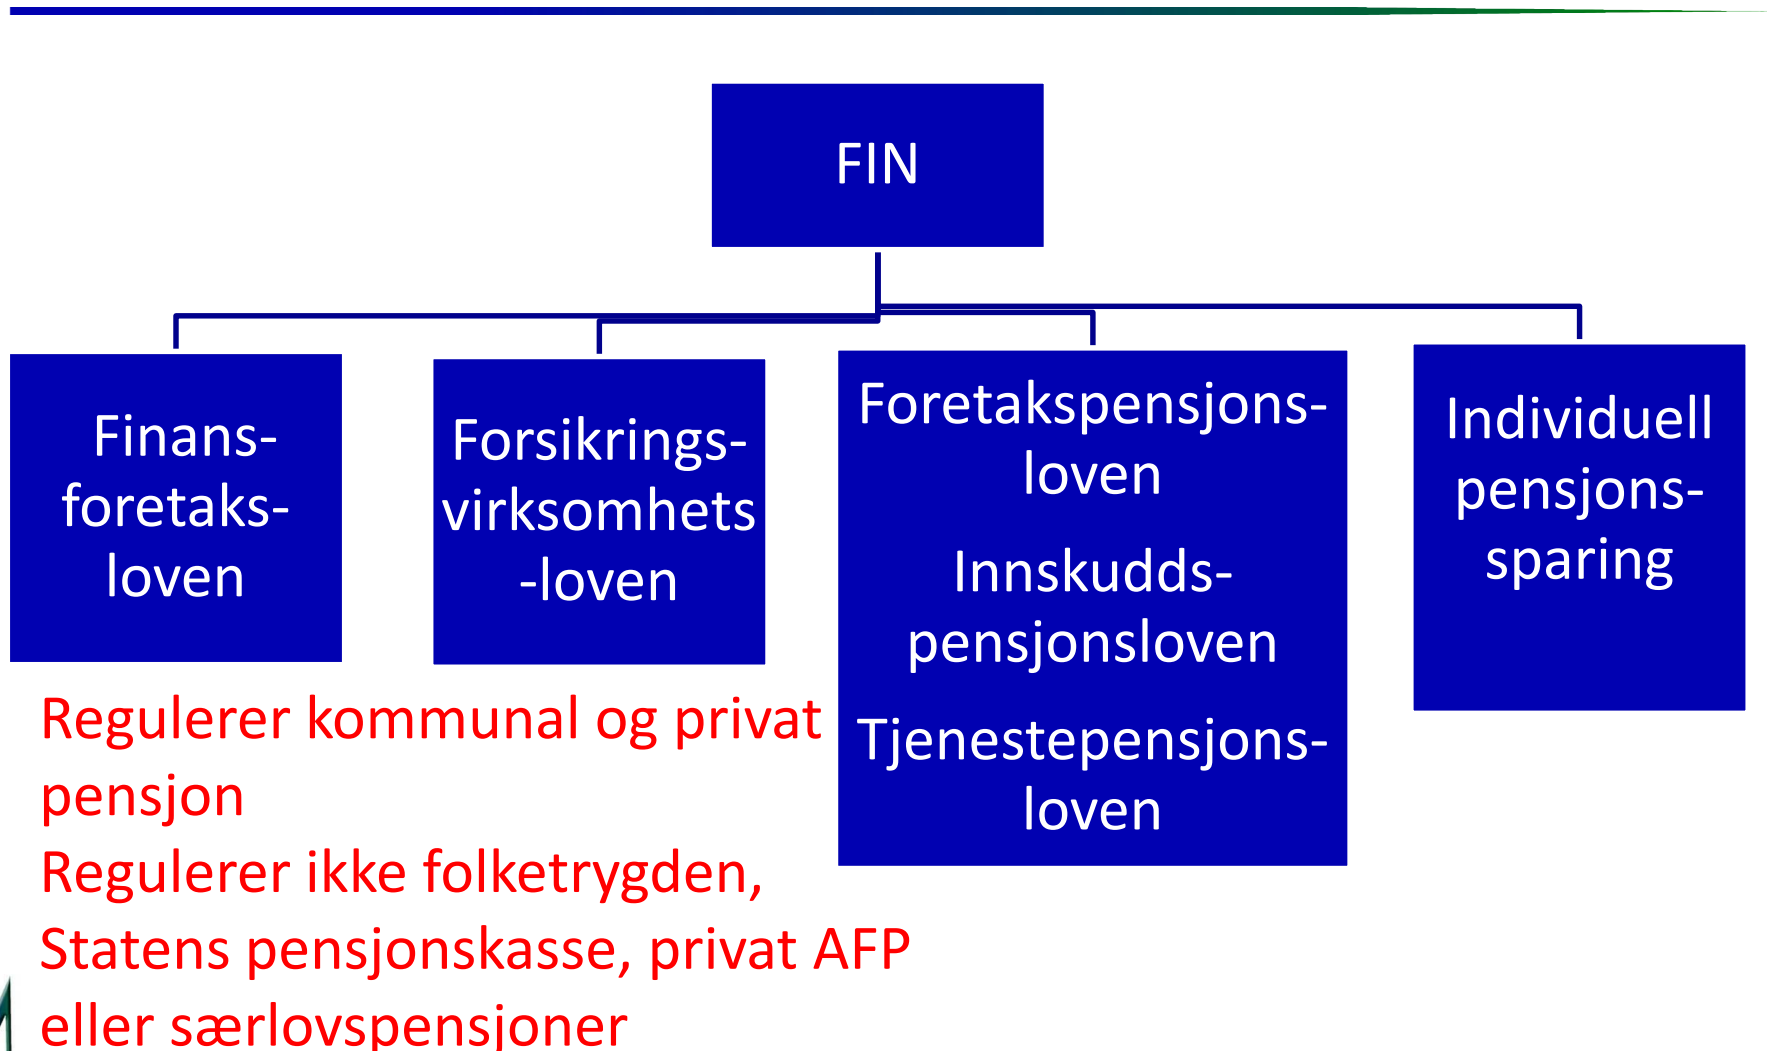 FIN
Finans-
foretaks-
loven
Forsikrings-
virksomhets
-loven
Foretakspensjons-
loven
Innskudds-
pensjonsloven
Tjenestepensjons-
loven
Individuell
pensjons-
sparing
Regulerer kommunal og privat
pensjon
Regulerer ikke folketrygden,
Statens pensjonskasse, privat AFP
eller særlovspensjoner